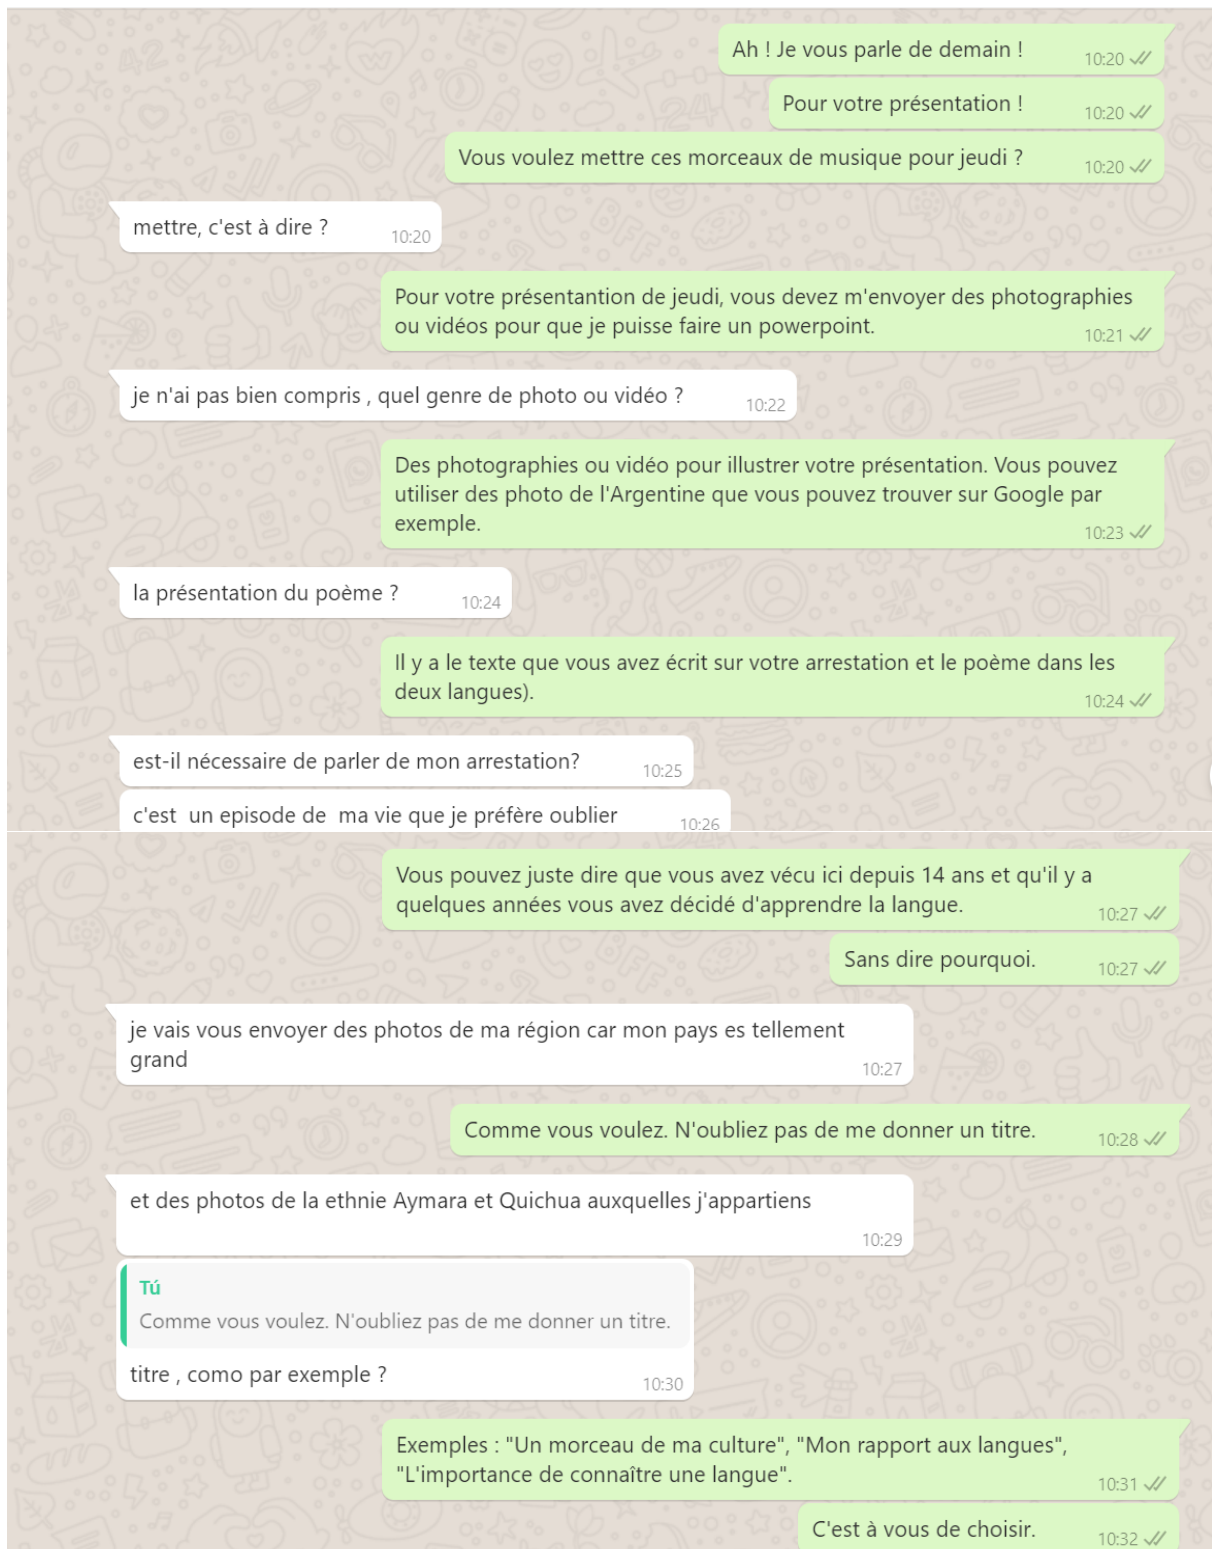 Ah ! Je vous parle de demain !
10:20
Pour votre présentation !
10:20
Vous voulez mettre ces morceaux de musique pour jeudi ?
10:20
mettre, c'est à dire ?
10:20
Pour votre présentantion de jeudi, vous devez m'envoyer des photographies
ou vidéos pour que je puisse faire un powerpoint.
10:21
je n'ai pas bien compris , quel genre de photo ou vidéo ?
10:22
Des photographies ou vidéo pour illustrer votre présentation. Vous pouvez
utiliser des photo de l'Argentine que vous pouvez trouver sur Google par
exemple.
10:23
la présentation du poème ?
10:24
Il y a le texte que vous avez écrit sur votre arrestation et le poème dans les
deux langues).
10:24
est-il nécessaire de parler de mon arrestation?
10:25
c'est un episode de ma vie que je préfère oublier
10:26
Vous pouvez juste dire que vous avez vécu ici depuis 14 ans et qu'il y a
quelques années vous avez décidé d'apprendre la langue.
10:27
Sans dire pourquoi.
10:27
je vais vous envoyer des photos de ma région car mon pays es tellement
grand
10:27
Comme vous voulez. N'oubliez pas de me donner un titre.
10:28
et des photos de la ethnie Aymara et Quichua auxquelles j'appartiens
10:29
Tú
Comme vous voulez. N'oubliez pas de me donner un titre.
titre , como par exemple ?
10:30
Exemples : "Un morceau de ma culture", "Mon rapport aux langues",
"L'importance de connaître une langue".
10:31
C'est à vous de choisir.
10:32